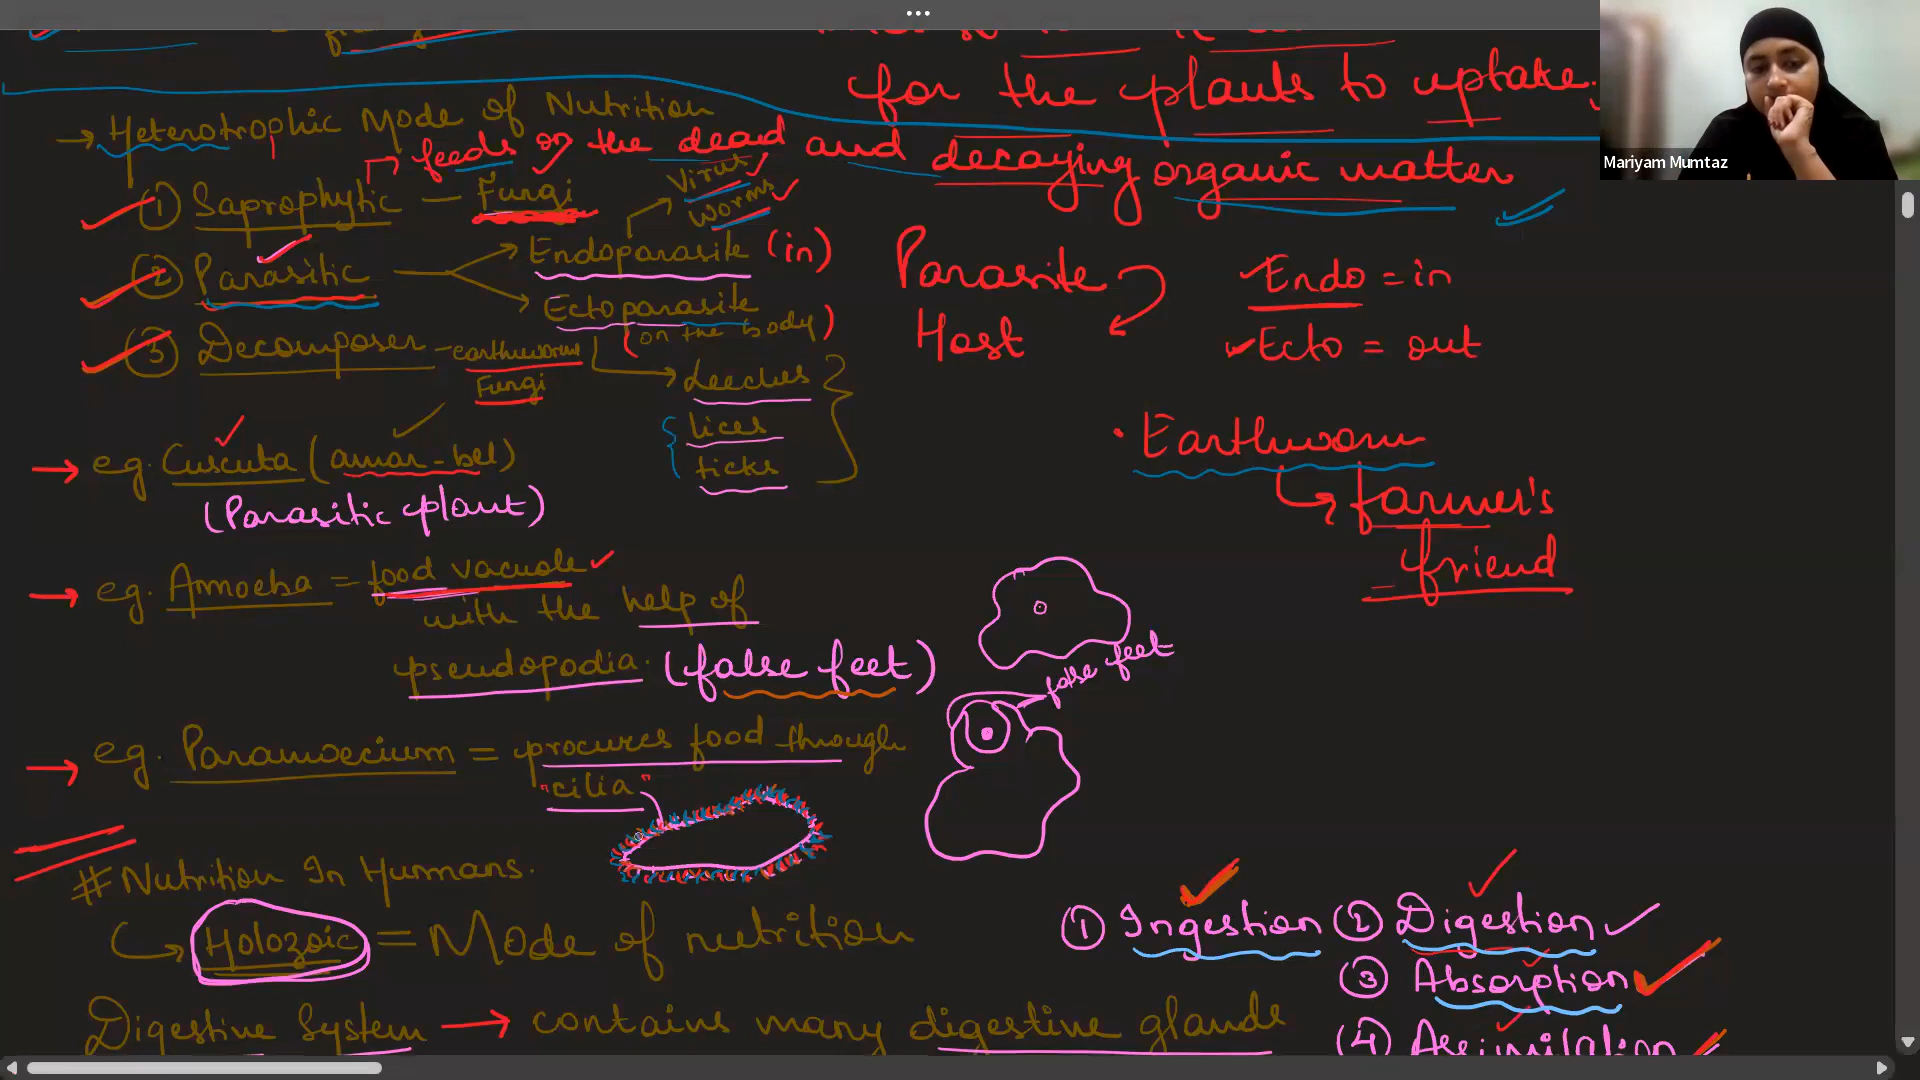 for the plants to uptake;
Mariyam Mumtaz
→ Heterotrophic Mode of Nutrition
feeds on the dead and decaying organic matter
① Saprophytic — Fungi
Virus
Worms
② Parasitic
Endoparasite (in)
Ectoparasite
(on the body)
③ Decomposer - earthworms
Fungi
Leeches
lices
ticks
Parasite
Host
Endo = in
Ecto = out
• Earthworm
farmer's
friend
→ eg. Cuscuta (amar-bel)
(Parasitic plant)
→ eg. Amoeba = food vacuole
with the help of
pseudopodia. (false feet)
false feet
→ eg. Paramoecium = procures food through
"cilia"
# Nutrition In Humans.
Holozoic = Mode of nutrition
① Ingestion ② Digestion
③ Absorption
Digestive System → contains many digestive glands
(4) Assimilation